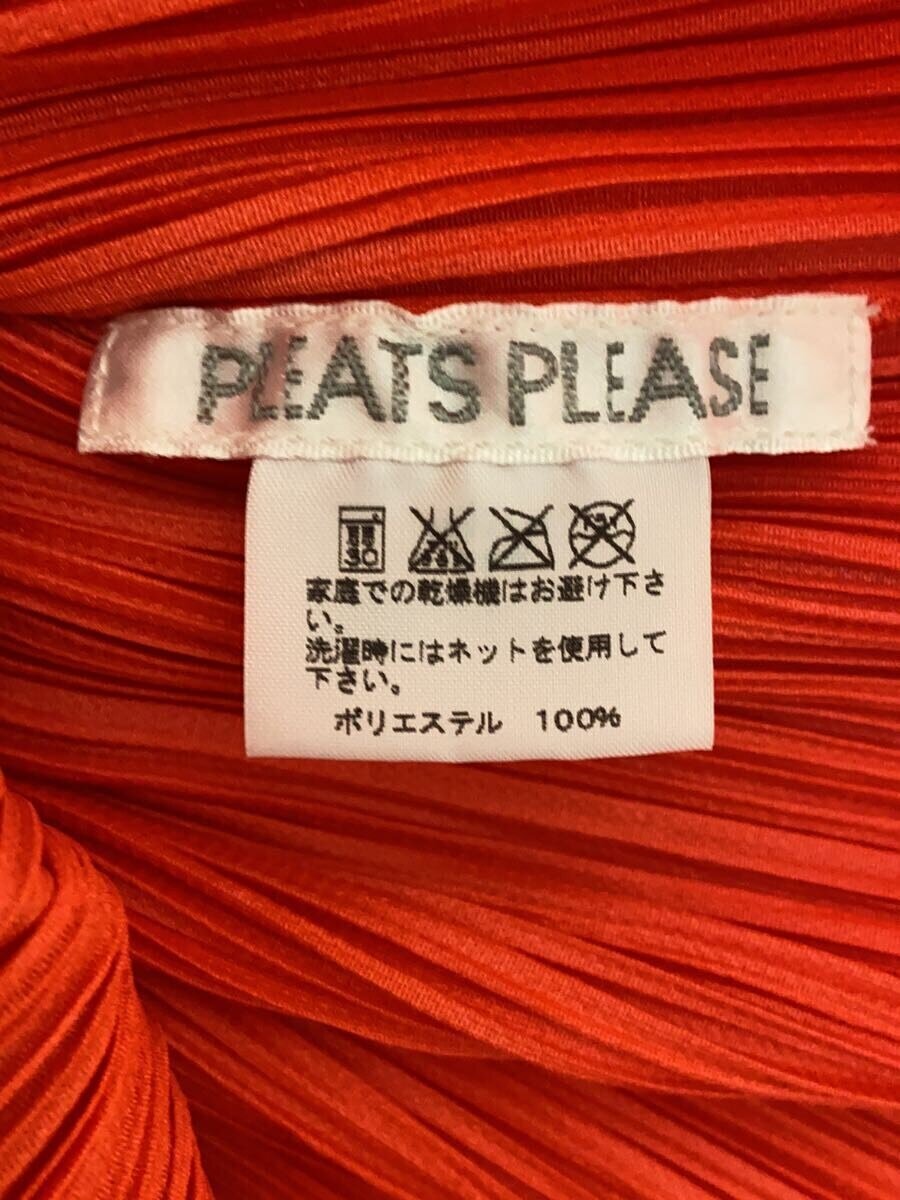 PLEATS PLEASE
30
家庭での乾燥機はお避け下さ
い。
洗濯時にはネットを使用して
下さい。
ポリエステル 100%